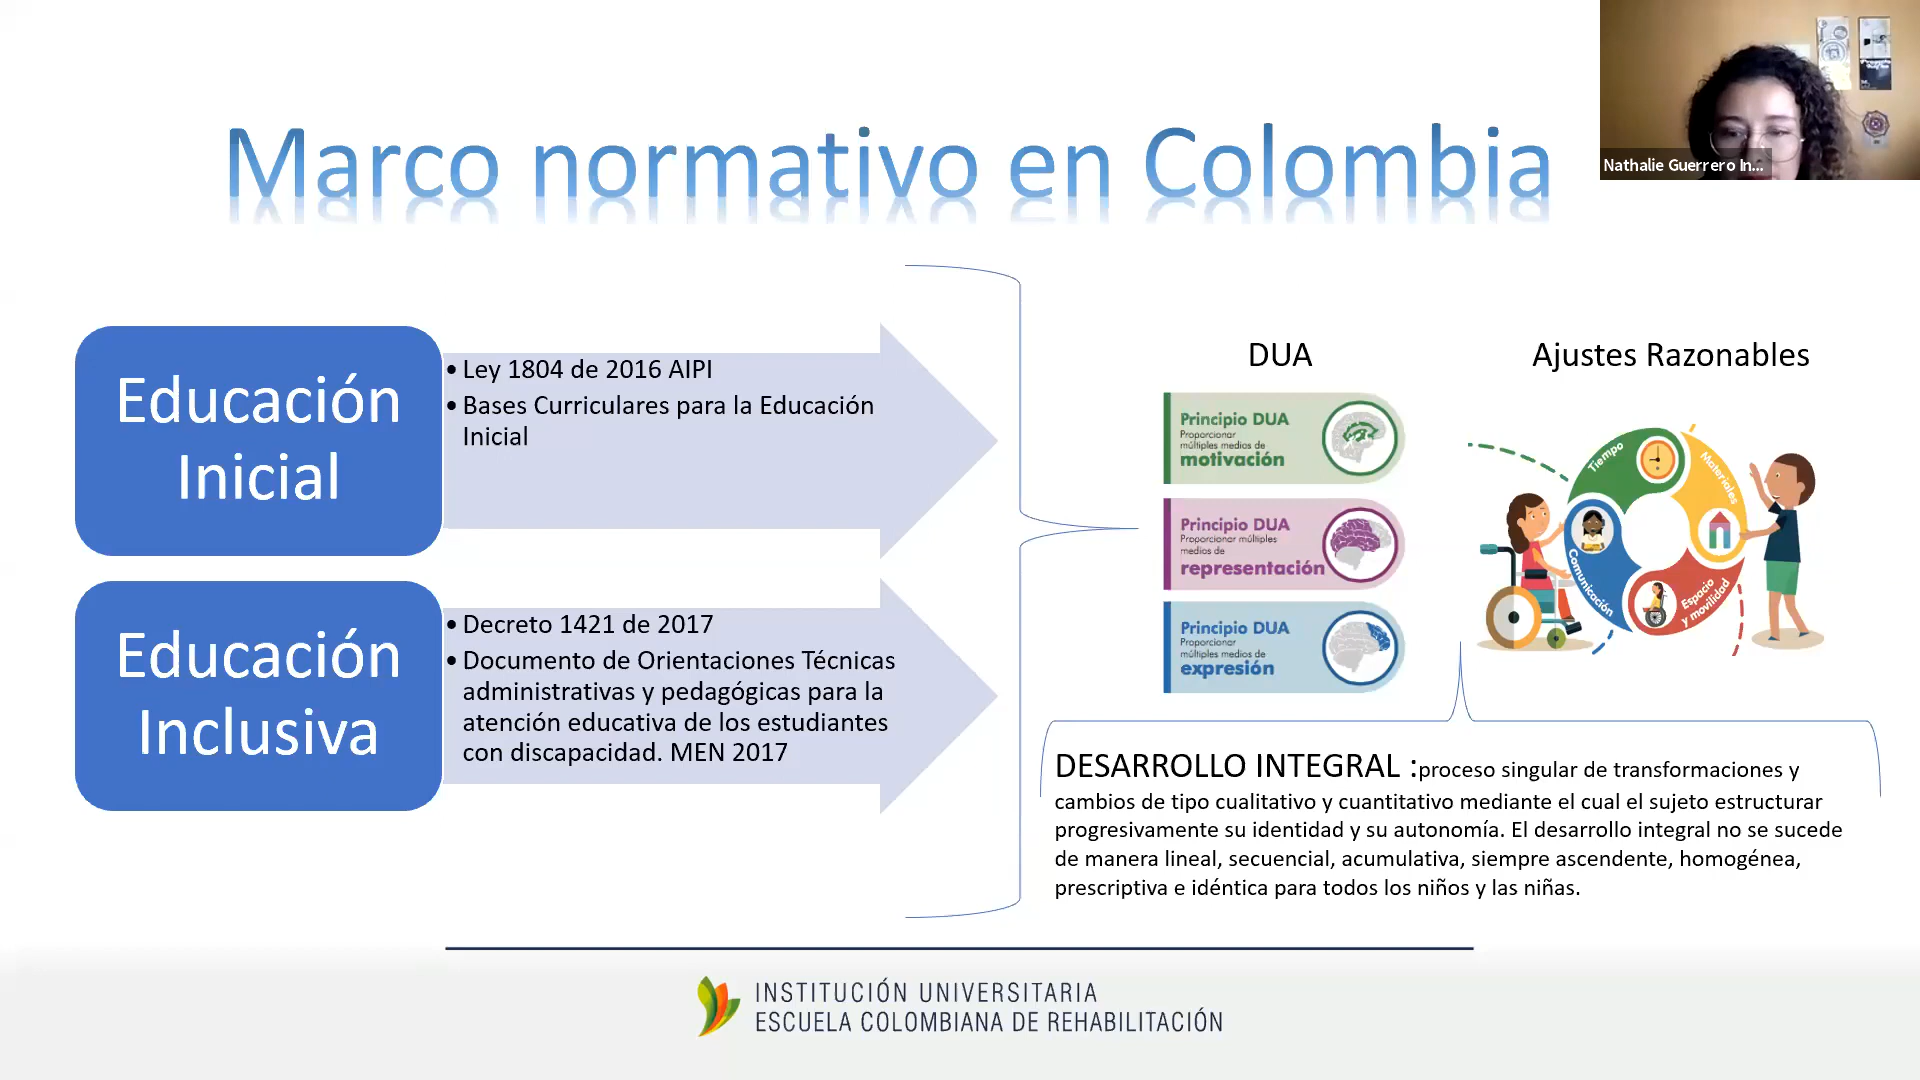 Marco normativo en Colombia
Nathalie Guerrero In...
Educación
Inicial
• Ley 1804 de 2016 AIPI
• Bases Curriculares para la Educación
Inicial
Educación
Inclusiva
• Decreto 1421 de 2017
• Documento de Orientaciones Técnicas
administrativas y pedagógicas para la
atención educativa de los estudiantes
con discapacidad. MEN 2017
DUA
Principio DUA
Proporcionar
múltiples medios de
motivación
Principio DUA
Proporcionar múltiples
medios de
representación
Principio DUA
Proporcionar
múltiples medios de
expresión
Ajustes Razonables
Tiempo
Materiales
Comunicación
Espacio
y movilidad
DESARROLLO INTEGRAL :proceso singular de transformaciones y
cambios de tipo cualitativo y cuantitativo mediante el cual el sujeto estructurar
progresivamente su identidad y su autonomía. El desarrollo integral no se sucede
de manera lineal, secuencial, acumulativa, siempre ascendente, homogénea,
prescriptiva e idéntica para todos los niños y las niñas.
INSTITUCIÓN UNIVERSITARIA
ESCUELA COLOMBIANA DE REHABILITACIÓN